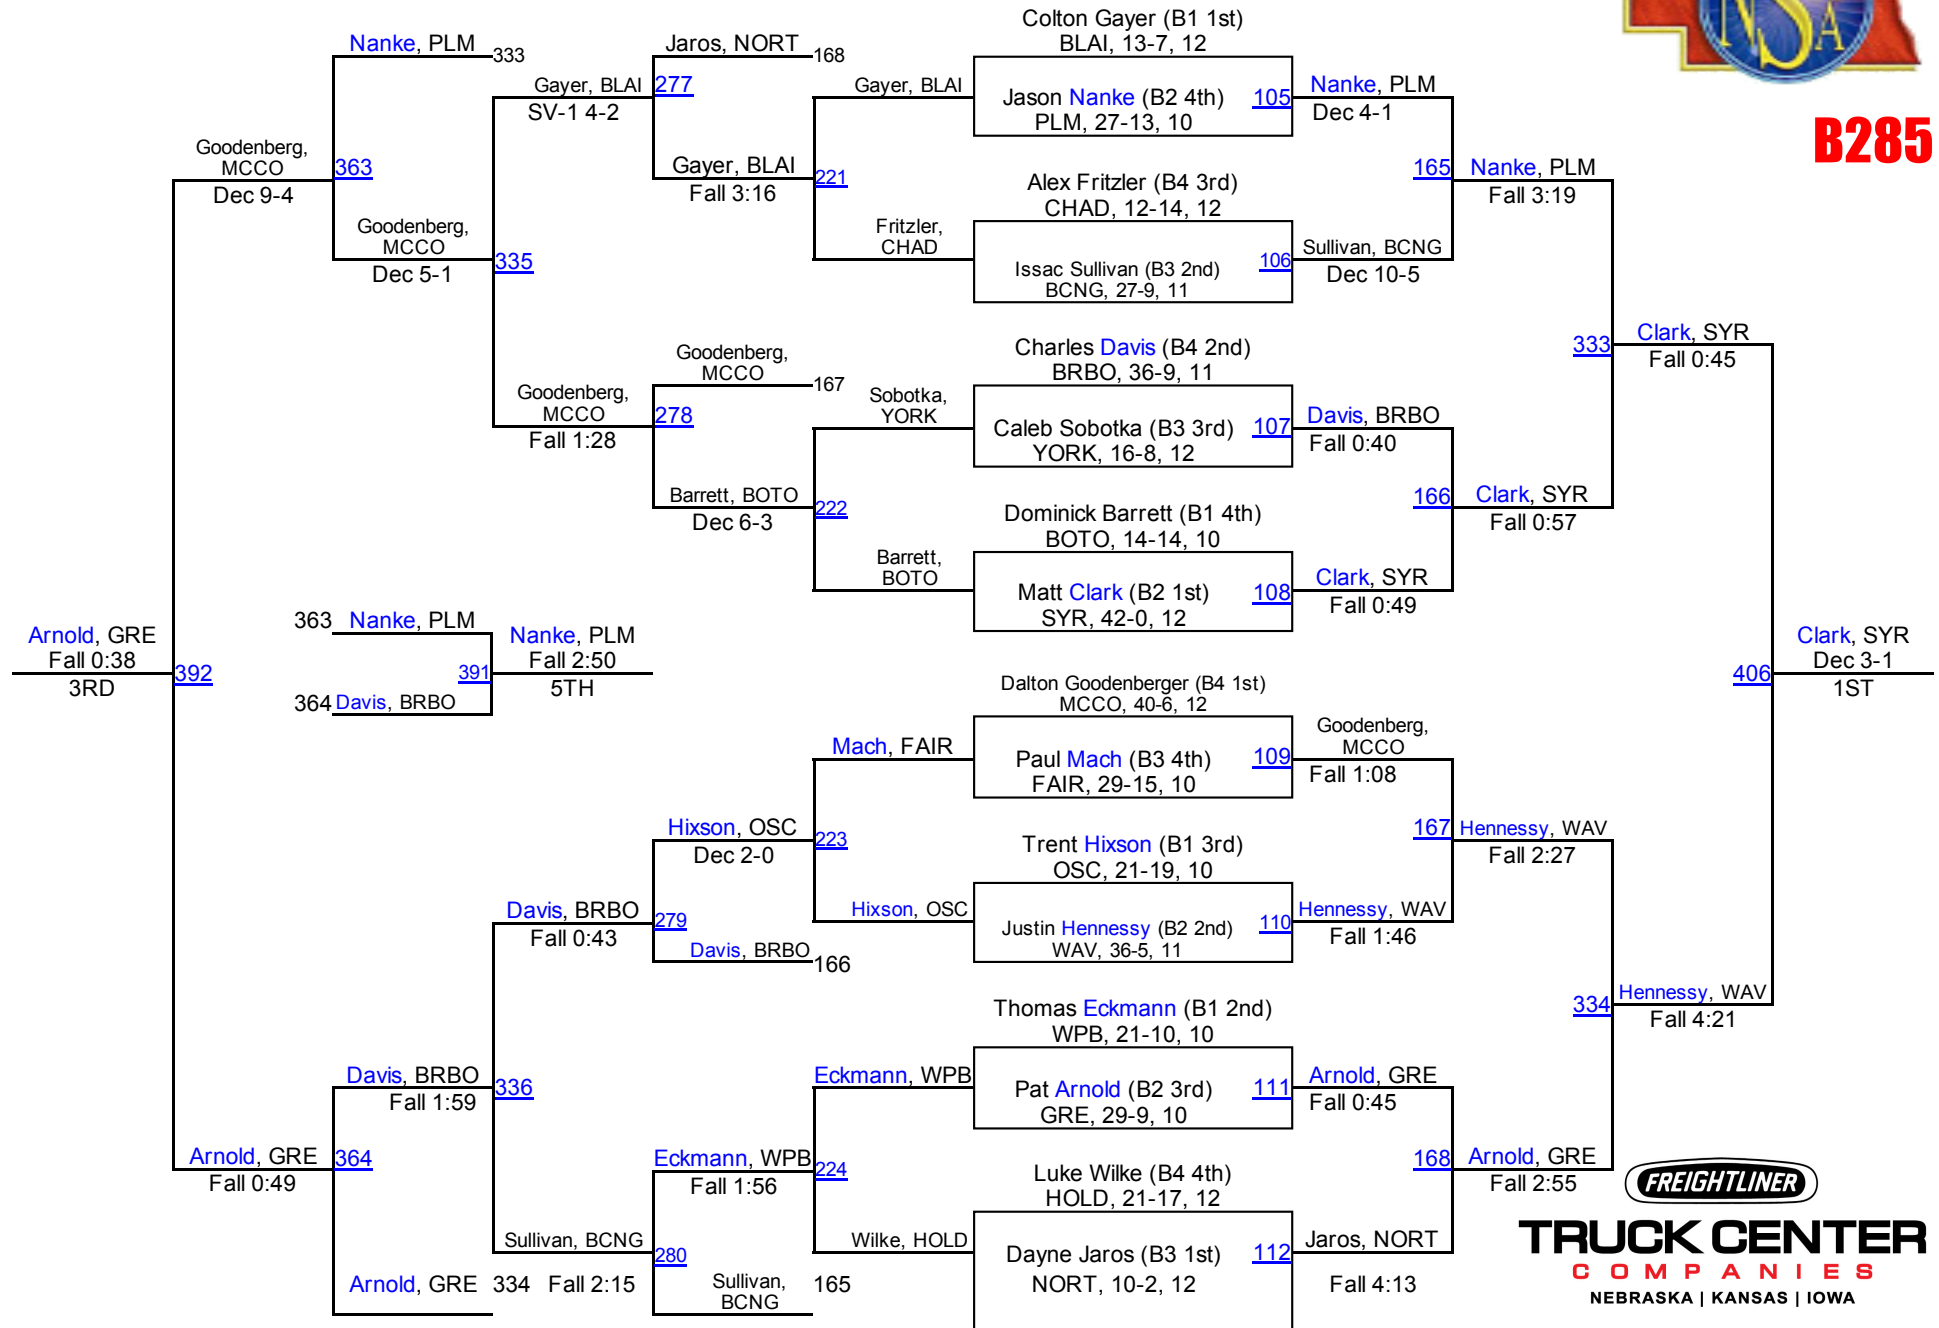 NSA
B285
Nanke, PLM
333
Goodenberg,
MCCO
Dec 9-4
363
Goodenberg,
MCCO
Dec 5-1
Gayer, BLAI
SV-1 4-2
335
Goodenberg,
MCCO
Fall 1:28
Jaros, NORT
168
277
Gayer, BLAI
Fall 3:16
Goodenberg,
MCCO
167
278
Barrett, BOTO
Dec 6-3
Gayer, BLAI
221
Fritzler,
CHAD
Sobotka,
YORK
222
Barrett,
BOTO
Colton Gayer (B1 1st)
BLAI, 13-7, 12
Jason Nanke (B2 4th)
PLM, 27-13, 10
105
Alex Fritzler (B4 3rd)
CHAD, 12-14, 12
Issac Sullivan (B3 2nd)
BCNG, 27-9, 11
106
Charles Davis (B4 2nd)
BRBO, 36-9, 11
Caleb Sobotka (B3 3rd)
YORK, 16-8, 12
107
Dominick Barrett (B1 4th)
BOTO, 14-14, 10
Matt Clark (B2 1st)
SYR, 42-0, 12
108
Nanke, PLM
Dec 4-1
165
Sullivan, BCNG
Dec 10-5
Davis, BRBO
Fall 0:40
166
Clark, SYR
Fall 0:49
Nanke, PLM
Fall 3:19
333
Clark, SYR
Fall 0:57
Clark, SYR
Fall 0:45
Arnold, GRE
Fall 0:38
3RD
392
363 Nanke, PLM
391
364 Davis, BRBO
Nanke, PLM
Fall 2:50
5TH
406
Clark, SYR
Dec 3-1
1ST
Dalton Goodenberger (B4 1st)
MCCO, 40-6, 12
Paul Mach (B3 4th)
FAIR, 29-15, 10
109
Trent Hixson (B1 3rd)
OSC, 21-19, 10
Justin Hennessy (B2 2nd)
WAV, 36-5, 11
110
Thomas Eckmann (B1 2nd)
WPB, 21-10, 10
Pat Arnold (B2 3rd)
GRE, 29-9, 10
111
Luke Wilke (B4 4th)
HOLD, 21-17, 12
Dayne Jaros (B3 1st)
NORT, 10-2, 12
112
Mach, FAIR
223
Hixson, OSC
Eckmann, WPB
224
Wilke, HOLD
Hixson, OSC
Dec 2-0
279
Davis, BRBO
166
Eckmann, WPB
Fall 1:56
280
Sullivan,
BCNG
165
Davis, BRBO
Fall 0:43
336
Sullivan, BCNG
Fall 2:15
Davis, BRBO
Fall 1:59
364
Arnold, GRE 334
Arnold, GRE
Fall 0:49
Goodenberg,
MCCO
Fall 1:08
167
Hennessy, WAV
Fall 1:46
Arnold, GRE
Fall 0:45
168
Jaros, NORT
Fall 4:13
Hennessy, WAV
Fall 2:27
334
Arnold, GRE
Fall 2:55
Hennessy, WAV
Fall 4:21
FREIGHTLINER
TRUCK CENTER
COMPANIES
NEBRASKA | KANSAS | IOWA